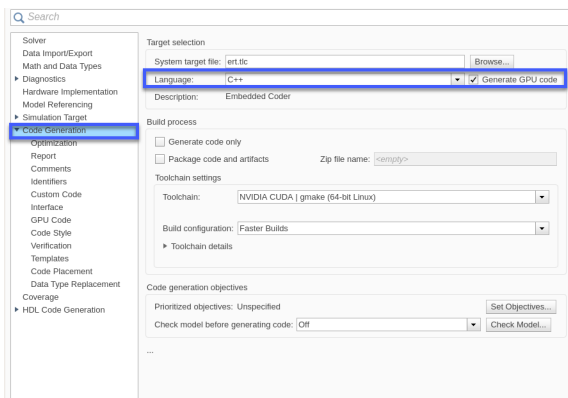 Search
Solver
Data Import/Export
Math and Data Types
Diagnostics
Hardware Implementation
Model Referencing
Simulation Target
Code Generation
Optimization
Report
Comments
Identifiers
Custom Code
Interface
GPU Code
Code Style
Verification
Templates
Code Placement
Data Type Replacement
Coverage
HDL Code Generation
Target selection
System target file: ert.tlc Browse...
Language: C++ Generate GPU code
Description: Embedded Coder
Build process
Generate code only
Package code and artifacts Zip file name: <empty>
Toolchain settings
Toolchain: NVIDIA CUDA | gmake (64-bit Linux)
Build configuration: Faster Builds
Toolchain details
Code generation objectives
Prioritized objectives: Unspecified Set Objectives...
Check model before generating code: Off Check Model...
...